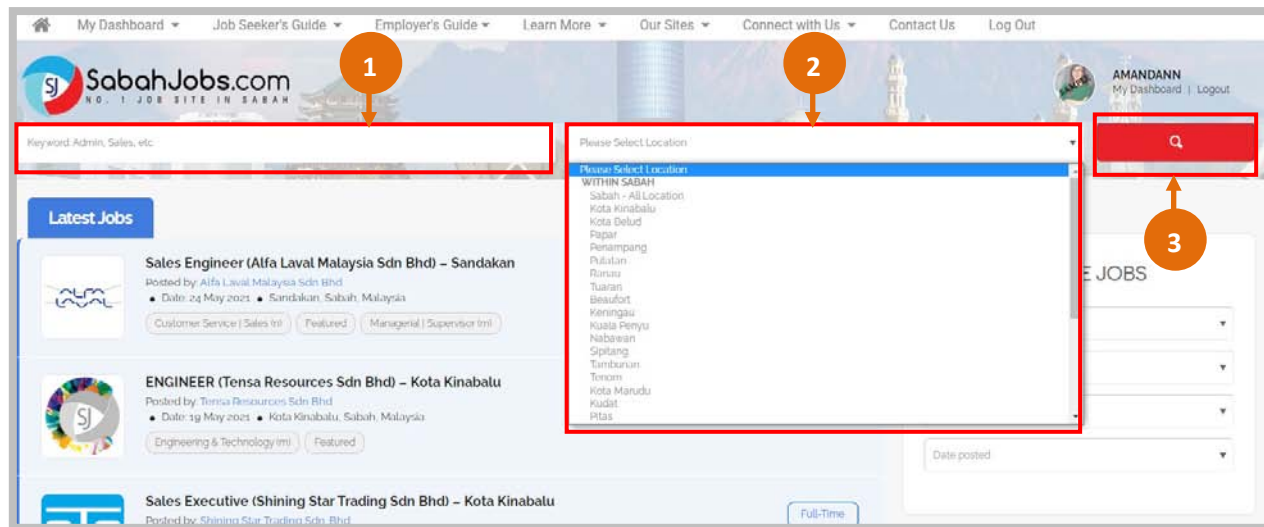 My Dashboard Job Seeker's Guide Employer's Guide Learn More Our Sites Connect with Us Contact Us Log Out
1
2
SJ SabahJobs.com
NO. 1 JOB SITE IN SABAH
AMANDANN
My Dashboard | Logout
Keyword: Admin, Sales, etc.
Please Select Location
Please Select Location
WITHIN SABAH
Sabah - All Location
Kota Kinabalu
Kota Belud
Papar
Penampang
Putatan
Ranau
Tuaran
Beaufort
Keningau
Kuala Penyu
Nabawan
Sipitang
Tambunan
Tenom
Kota Marudu
Kudat
Pitas
3
Latest Jobs
E JOBS
Date posted
Sales Engineer (Alfa Laval Malaysia Sdn Bhd) – Sandakan
Posted by: Alfa Laval Malaysia Sdn Bhd
• Date: 24 May 2021 • Sandakan, Sabah, Malaysia
Customer Service | Sales (n) Featured Managerial | Supervisor (m)
ALFA
LAVAL
ENGINEER (Tensa Resources Sdn Bhd) – Kota Kinabalu
Posted by: Tensa Resources Sdn Bhd
• Date: 19 May 2021 • Kota Kinabalu, Sabah, Malaysia
Engineering & Technology (m) Featured
SJ
Sales Executive (Shining Star Trading Sdn Bhd) – Kota Kinabalu
Posted by: Shining Star Trading Sdn Bhd
Full-Time